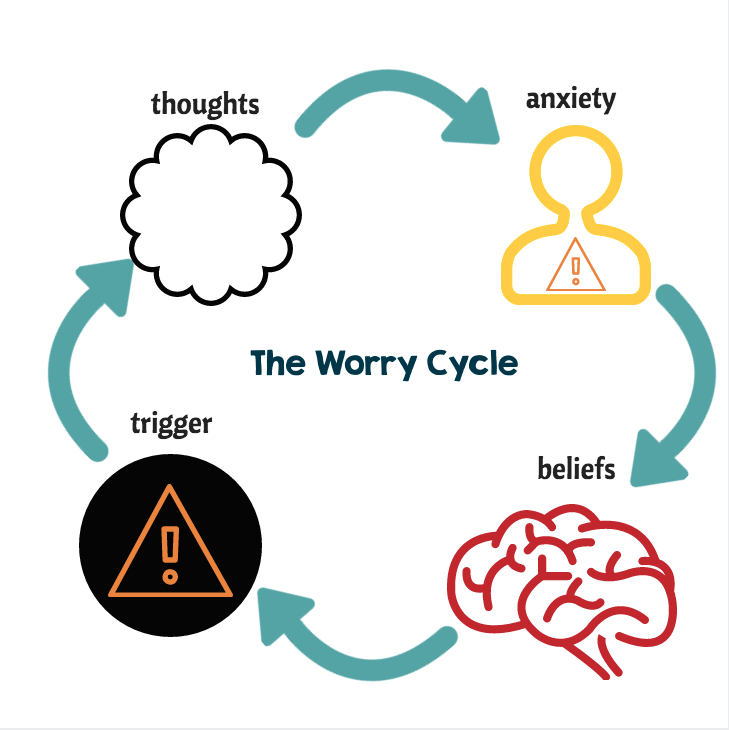 thoughts
anxiety
The Worry Cycle
trigger
beliefs